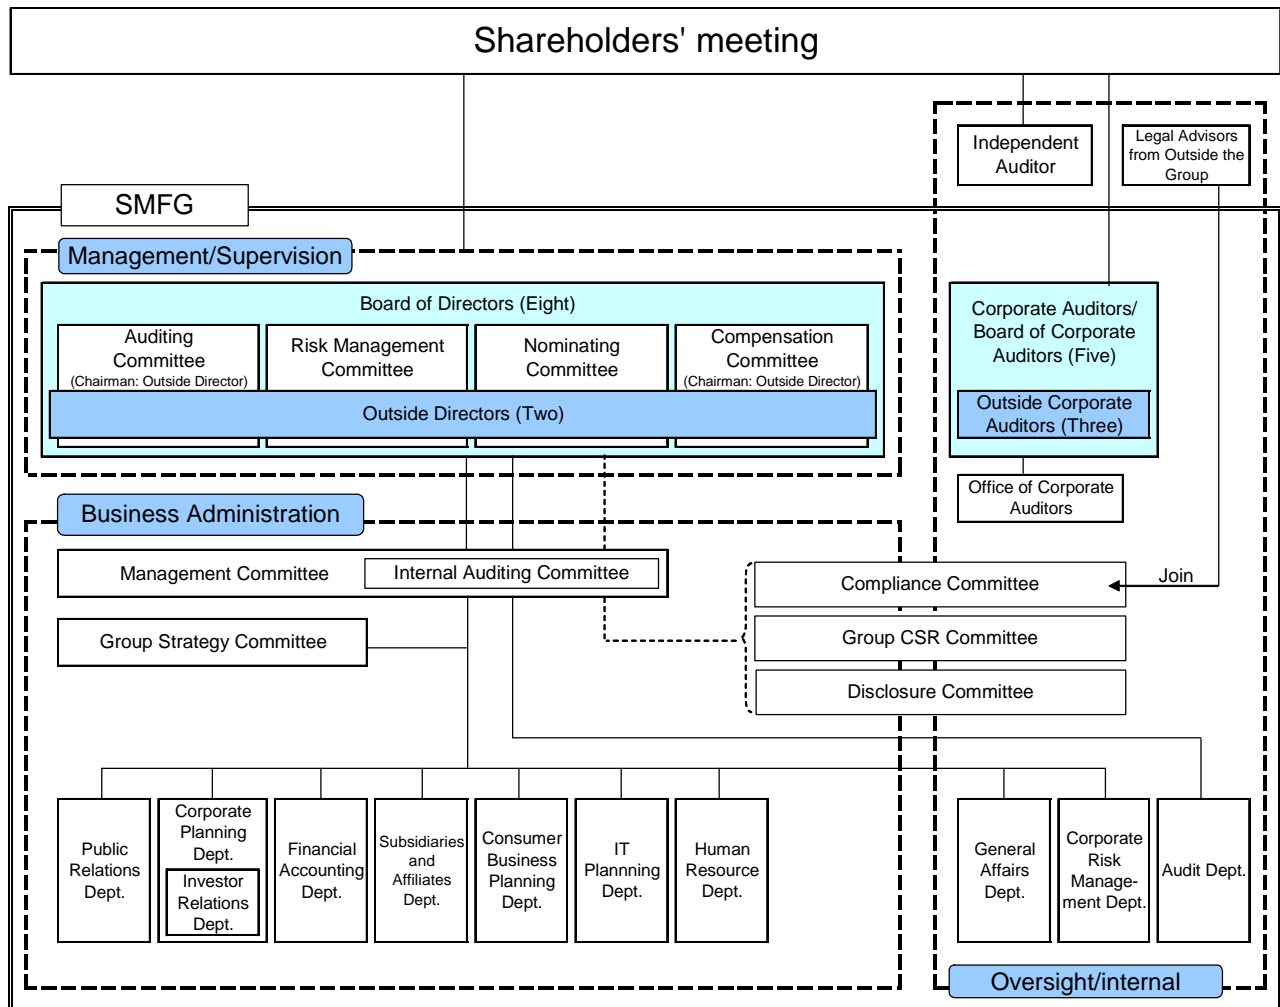 Shareholders' meeting
Independent
Auditor
Legal Advisors
from Outside the
Group
SMFG
Management/Supervision
Board of Directors (Eight)
Auditing
Committee
(Chairman: Outside Director)
Risk Management
Committee
Nominating
Committee
Compensation
Committee
(Chairman: Outside Director)
Outside Directors (Two)
Corporate Auditors/
Board of Corporate
Auditors (Five)
Outside Corporate
Auditors (Three)
Office of Corporate
Auditors
Business Administration
Management Committee
Internal Auditing Committee
Compliance Committee
Join
Group Strategy Committee
Group CSR Committee
Disclosure Committee
Public
Relations
Dept.
Corporate
Planning
Dept.
Investor
Relations
Dept.
Financial
Accounting
Dept.
Subsidiaries
and
Affiliates
Dept.
Consumer
Business
Planning
Dept.
IT
Plannning
Dept.
Human
Resource
Dept.
General
Affairs
Dept.
Corporate
Risk
Manage-
ment Dept.
Audit Dept.
Oversight/internal